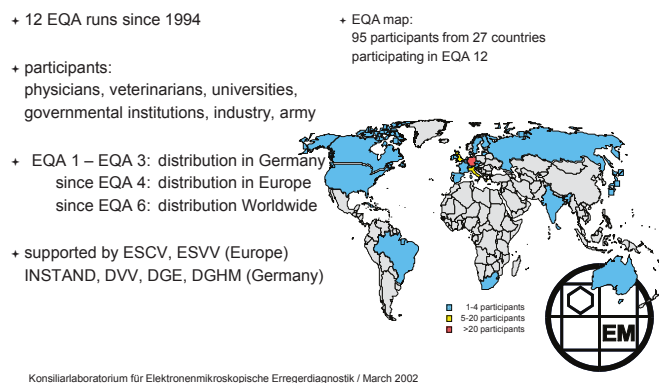 + 12 EQA runs since 1994
+ participants:
physicians, veterinarians, universities,
governmental institutions, industry, army
+ EQA 1 – EQA 3: distribution in Germany
since EQA 4: distribution in Europe
since EQA 6: distribution Worldwide
+ supported by ESCV, ESVV (Europe)
INSTAND, DVV, DGE, DGHM (Germany)
+ EQA map:
95 participants from 27 countries
participating in EQA 12
1-4 participants
5-20 participants
>20 participants
EM
Konsiliarlaboratorium für Elektronenmikroskopische Erregerdiagnostik / March 2002